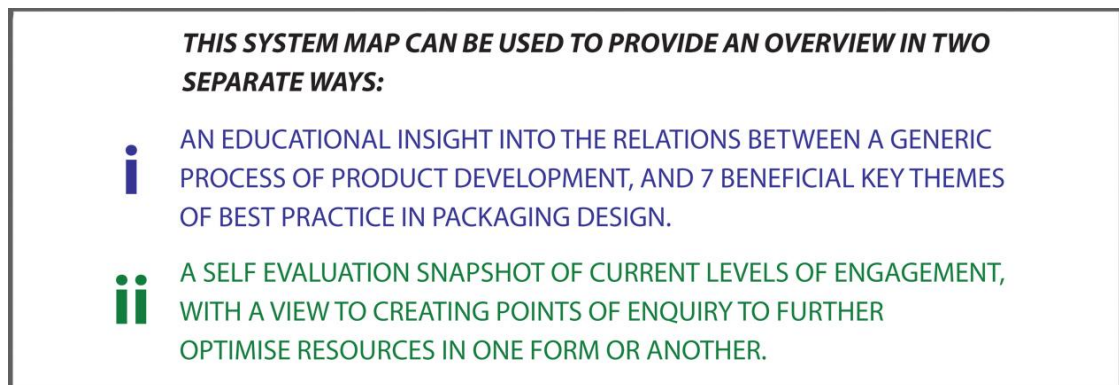 THIS SYSTEM MAP CAN BE USED TO PROVIDE AN OVERVIEW IN TWO
SEPARATE WAYS:
i AN EDUCATIONAL INSIGHT INTO THE RELATIONS BETWEEN A GENERIC
PROCESS OF PRODUCT DEVELOPMENT, AND 7 BENEFICIAL KEY THEMES
OF BEST PRACTICE IN PACKAGING DESIGN.
ii A SELF EVALUATION SNAPSHOT OF CURRENT LEVELS OF ENGAGEMENT,
WITH A VIEW TO CREATING POINTS OF ENQUIRY TO FURTHER
OPTIMISE RESOURCES IN ONE FORM OR ANOTHER.